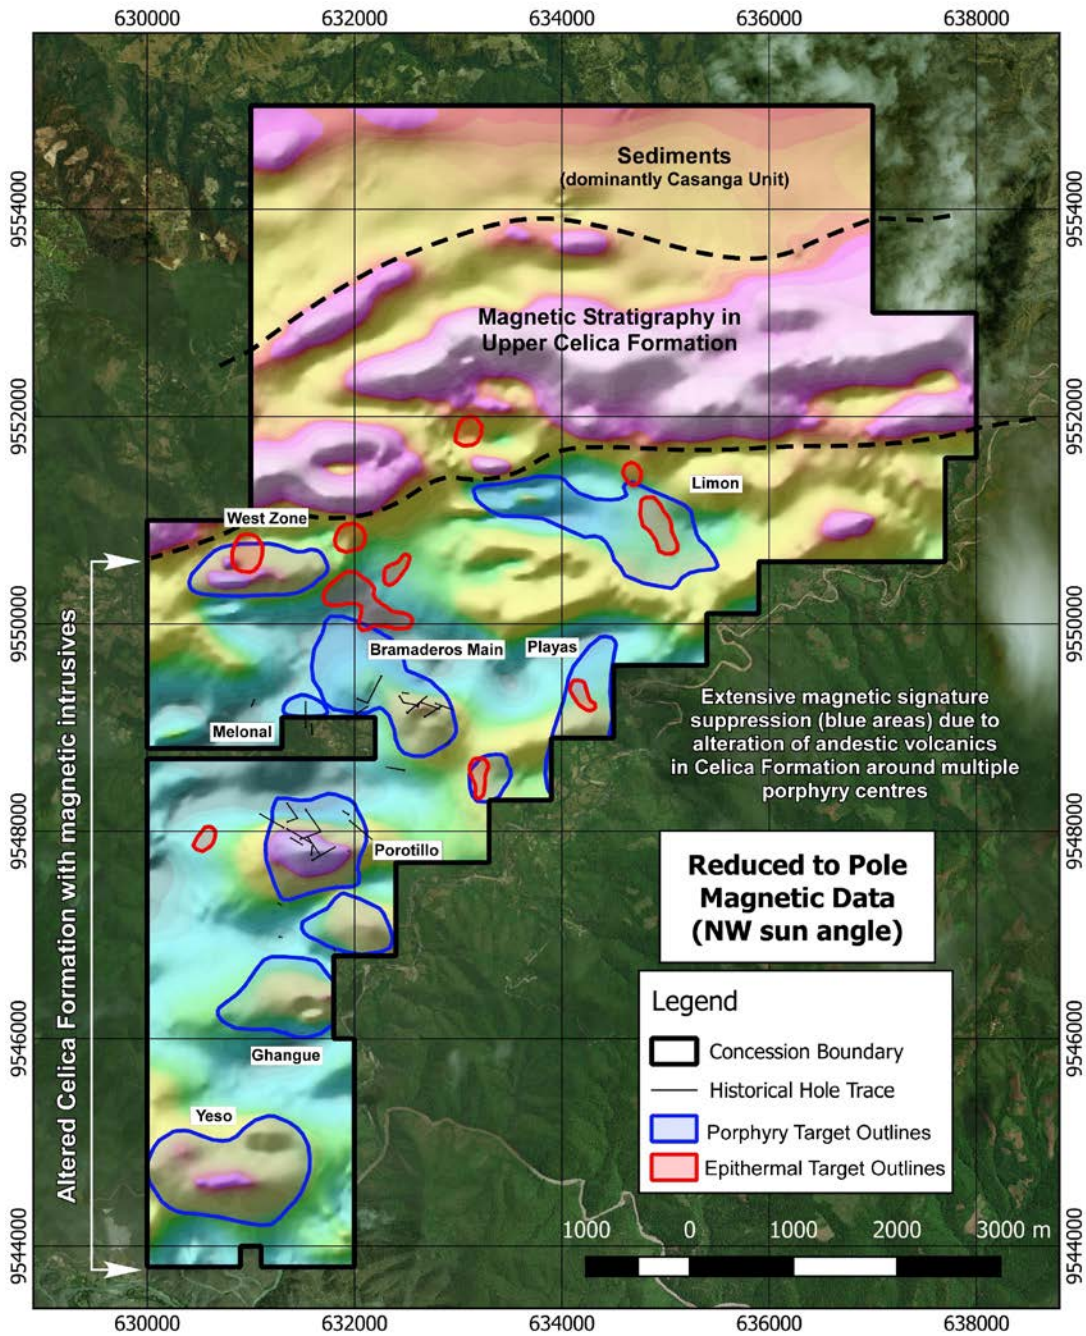 630000 632000 634000 636000 638000
Sediments
(dominantly Casanga Unit)
9554000 9554000
Magnetic Stratigraphy in
Upper Celica Formation
9552000 9552000
Limon
West Zone
9550000 9550000
Bramaderos Main
Playas
Melonal
Extensive magnetic signature
suppression (blue areas) due to
alteration of andestic volcanics
in Celica Formation around multiple
porphyry centres
9548000 9548000
Porotillo
Altered Celica Formation with magnetic intrusives
Reduced to Pole
Magnetic Data
(NW sun angle)
Legend
Concession Boundary
Historical Hole Trace
Porphyry Target Outlines
Epithermal Target Outlines
9546000 9546000
Ghangue
Yeso
1000 0 1000 2000 3000 m
9544000 9544000
630000 632000 634000 636000 638000